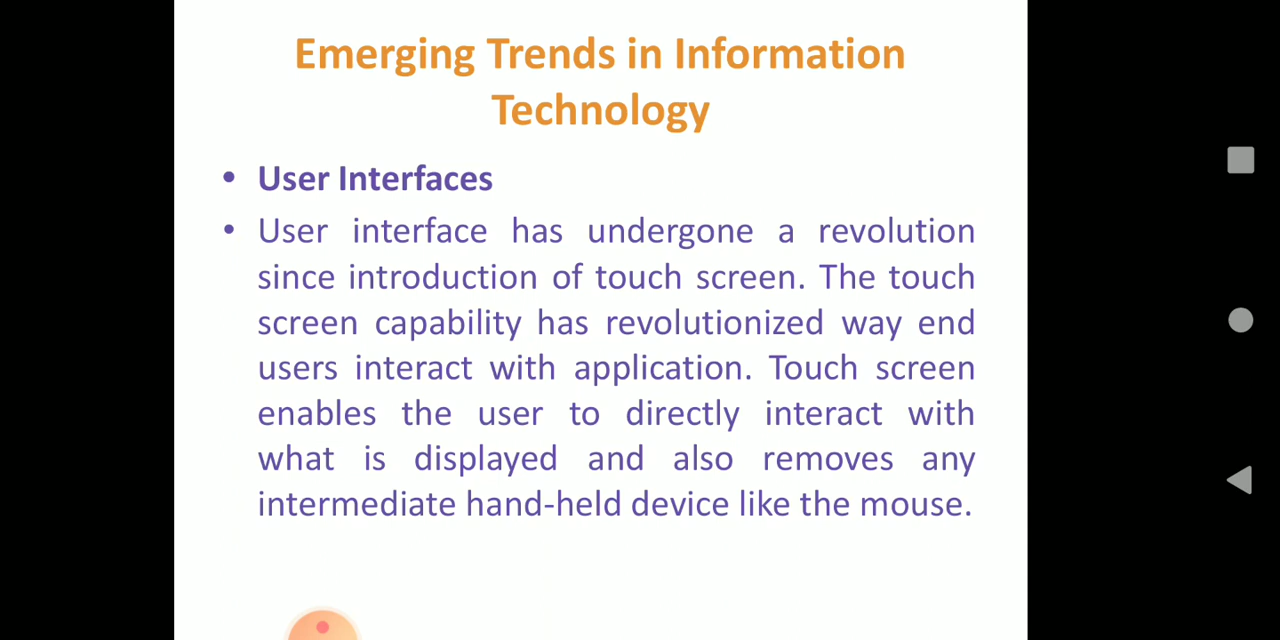 Emerging Trends in Information
Technology
• User Interfaces
• User interface has undergone a revolution
since introduction of touch screen. The touch
screen capability has revolutionized way end
users interact with application. Touch screen
enables the user to directly interact with
what is displayed and also removes any
intermediate hand-held device like the mouse.